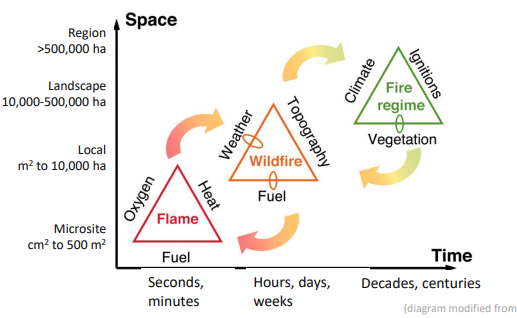 Space
Region
>500,000 ha
Landscape
10,000-500,000 ha
Local
m² to 10,000 ha
Microsite
cm² to 500 m²
Climate
Ignitions
Fire
regime
Vegetation
Weather
Topography
Wildfire
Fuel
Oxygen
Heat
Flame
Fuel
Time
Seconds,
minutes
Hours, days,
weeks
Decades, centuries
(diagram modified from